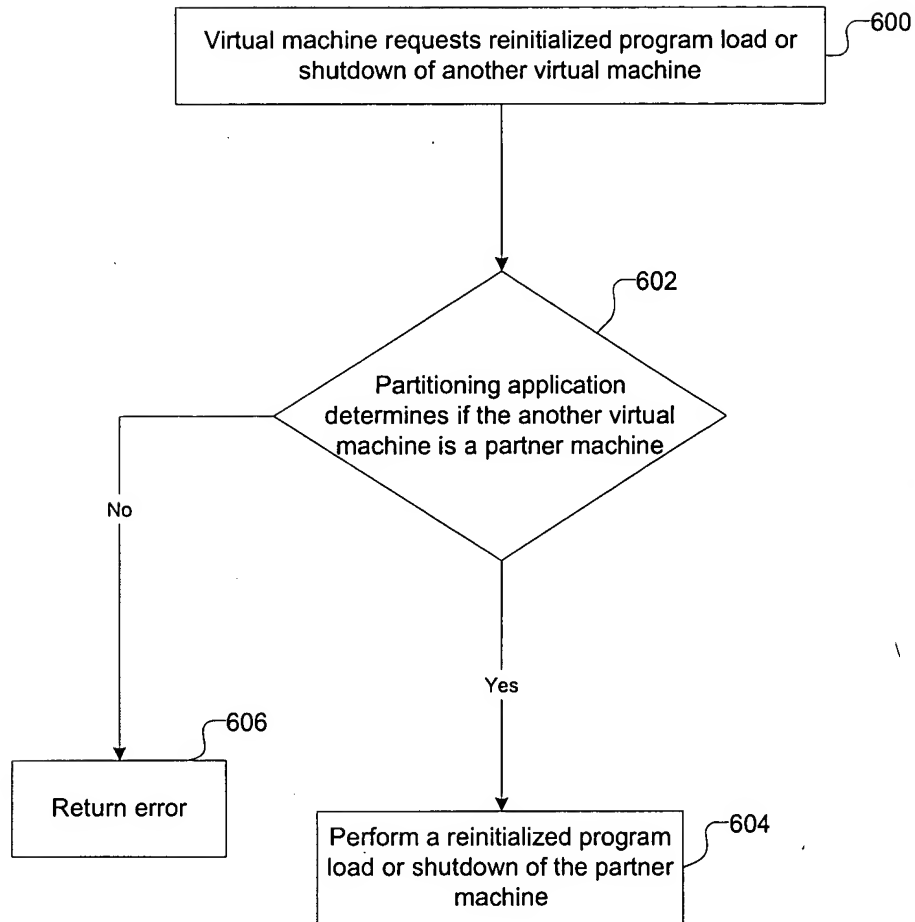 Virtual machine requests reinitialized program load or
shutdown of another virtual machine
600
602
Partitioning application
determines if the another virtual
machine is a partner machine
No
Yes
606
Return error
604
Perform a reinitialized program
load or shutdown of the partner
machine